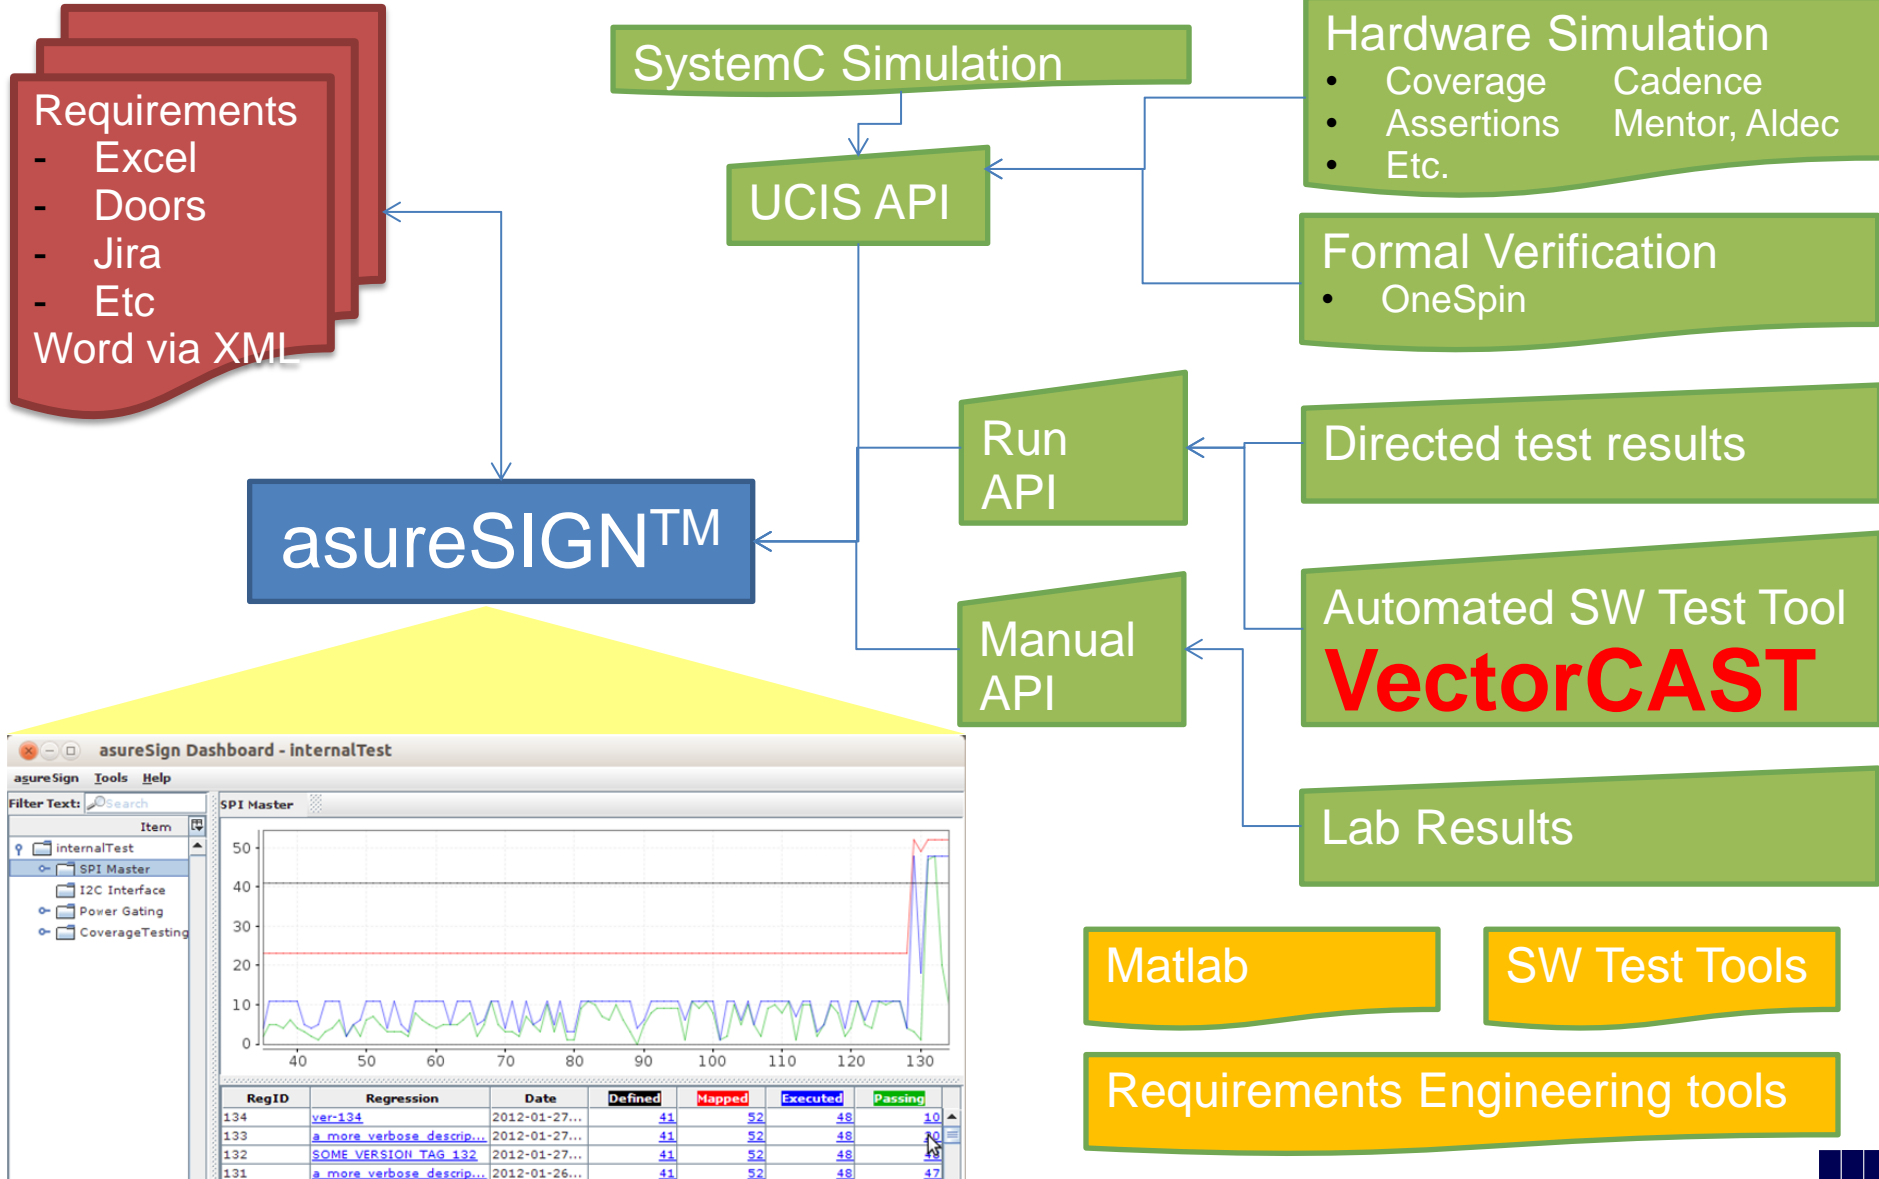 Requirements
- Excel
- Doors
- Jira
- Etc
Word via XML
SystemC Simulation
UCIS API
Hardware Simulation
• Coverage Cadence
• Assertions Mentor, Aldec
• Etc.
Formal Verification
• OneSpin
Run
API
Directed test results
asureSIGN™
Manual
API
Automated SW Test Tool
VectorCAST
Lab Results
Matlab
SW Test Tools
Requirements Engineering tools
asureSign Dashboard - internalTest
asureSign Tools Help
Filter Text: Search
Item
internalTest
SPI Master
I2C Interface
Power Gating
CoverageTesting
SPI Master
50
40
30
20
10
0
40 50 60 70 80 90 100 110 120 130
RegID Regression Date Defined Mapped Executed Passing
134 ver-134 2012-01-27... 41 52 48 10
133 a more verbose descrip... 2012-01-27... 41 52 48
132 SOME VERSION TAG 132 2012-01-27... 41 52 48
131 a more verbose descrip... 2012-01-26... 41 52 48 47